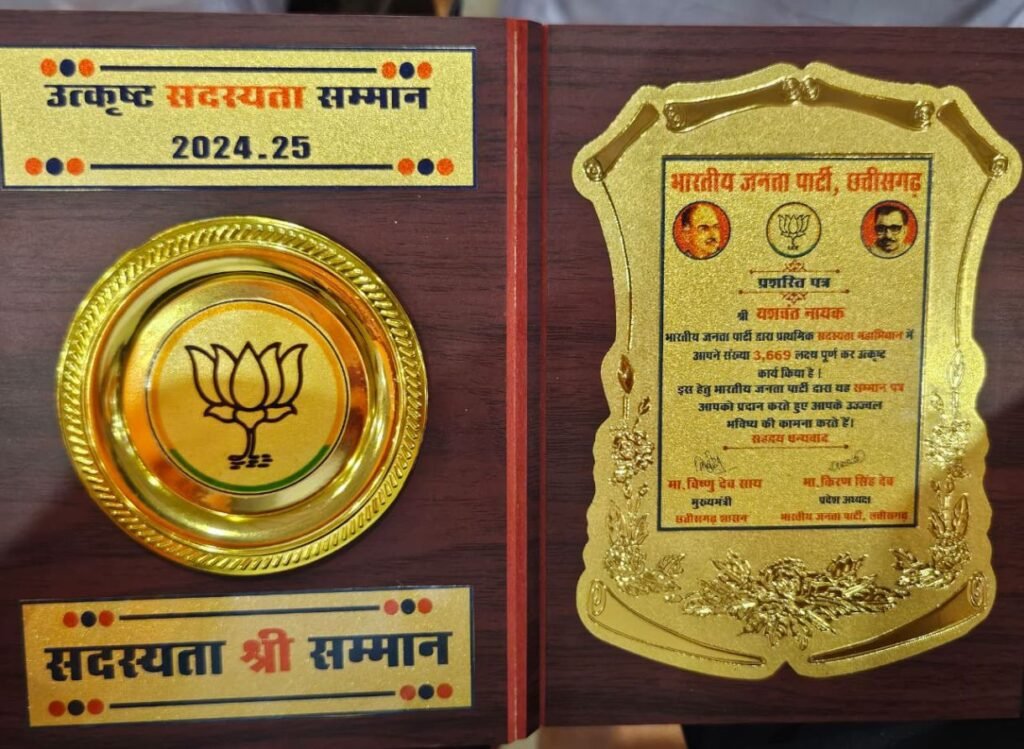 उत्कृष्ट सदस्यता सम्मान
2024.25
सदस्यता श्री सम्मान
भारतीय जनता पार्टी, छत्तीसगढ़
प्रशस्ति पत्र
श्री यशवंत नायक
भारतीय जनता पार्टी द्वारा प्राथमिक सदस्यता महाभियान में
आपने संख्या 3,669 लक्ष्य पूर्ण कर उत्कृष्ट
कार्य किया है ।
इस हेतु भारतीय जनता पार्टी द्वारा यह सम्मान पत्र
आपको प्रदान करते हुए आपके उज्ज्वल
भविष्य की कामना करते हैं।
सहृदय धन्यवाद
मा. विष्णु देव साय मा. किरण सिंह देव
मुख्यमंत्री प्रदेश अध्यक्ष
छत्तीसगढ़ शासन भारतीय जनता पार्टी, छत्तीसगढ़